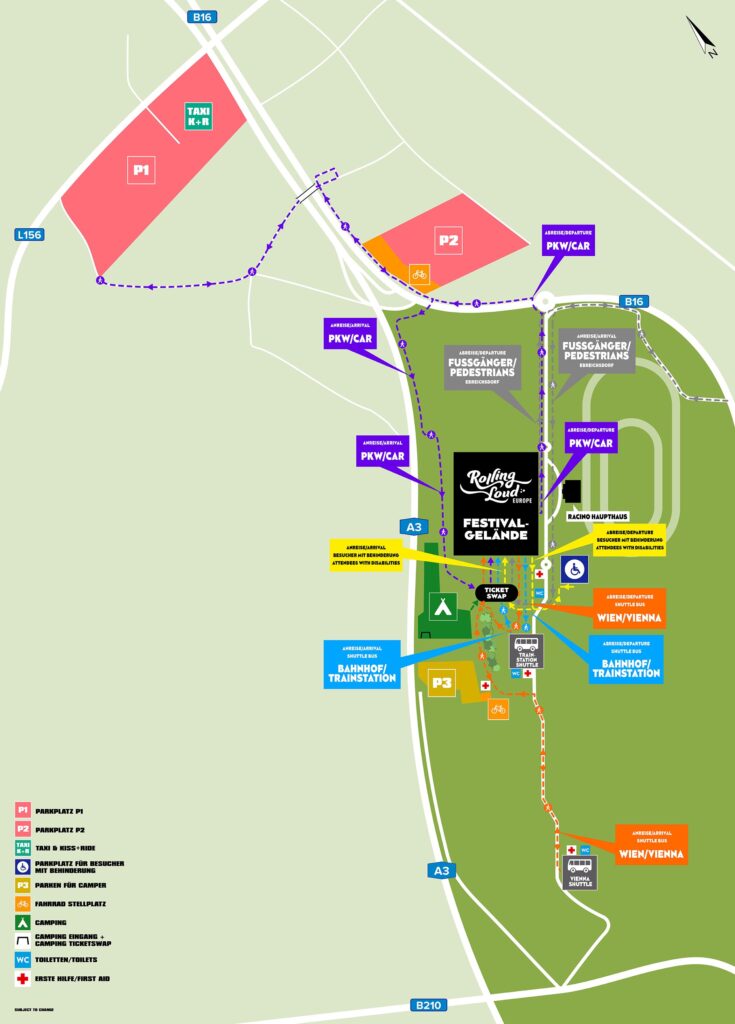 B16
N
TAXI
K+R
P1
L156
P2
ABREISE/DEPARTURE
PKW/CAR
B16
ANREISE/ARRIVAL
PKW/CAR
ANREISE/ARRIVAL
FUSSGÄNGER/
PEDESTRIANS
EBREICHSDORF
ABREISE/DEPARTURE
FUSSGÄNGER/
PEDESTRIANS
EBREICHSDORF
ANREISE/ARRIVAL
PKW/CAR
ABREISE/DEPARTURE
PKW/CAR
Rolling
Loud
EUROPE
FESTIVAL-
GELÄNDE
RACINO HAUPTHAUS
A3
ANREISE/ARRIVAL
BESUCHER MIT BEHINDERUNG
ATTENDEES WITH DISABILITIES
ABREISE/DEPARTURE
BESUCHER MIT BEHINDERUNG
ATTENDEES WITH DISABILITIES
TICKET
SWAP
WC
ABREISE/DEPARTURE
SHUTTLE BUS
WIEN/VIENNA
ANREISE/ARRIVAL
SHUTTLE BUS
BAHNHOF/
TRAINSTATION
TRAIN
STATION
SHUTTLE
ABREISE/DEPARTURE
SHUTTLE BUS
BAHNHOF/
TRAINSTATION
WC
P3
ANREISE/ARRIVAL
SHUTTLE BUS
WIEN/VIENNA
WC
VIENNA
SHUTTLE
A3
B210
P1 PARKPLATZ P1
P2 PARKPLATZ P2
TAXI
K+R
TAXI & KISS+RIDE
PARKPLATZ FÜR BESUCHER
MIT BEHINDERUNG
P3 PARKEN FÜR CAMPER
FAHRRAD STELLPLATZ
CAMPING
CAMPING EINGANG +
CAMPING TICKETSWAP
WC TOILETTEN/TOILETS
ERSTE HILFE/FIRST AID
SUBJECT TO CHANGE